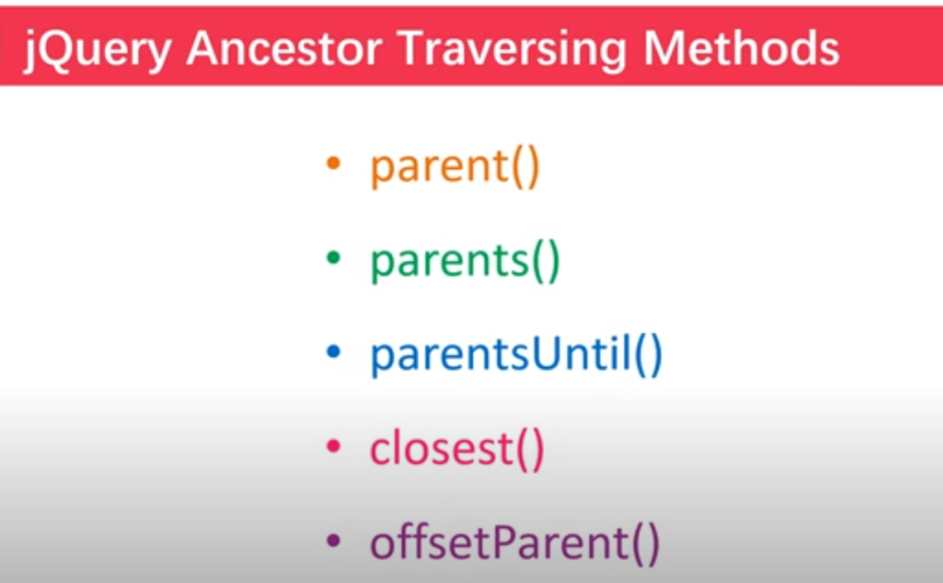 jQuery Ancestor Traversing Methods
• parent()
• parents()
• parentsUntil()
• closest()
• offsetParent()